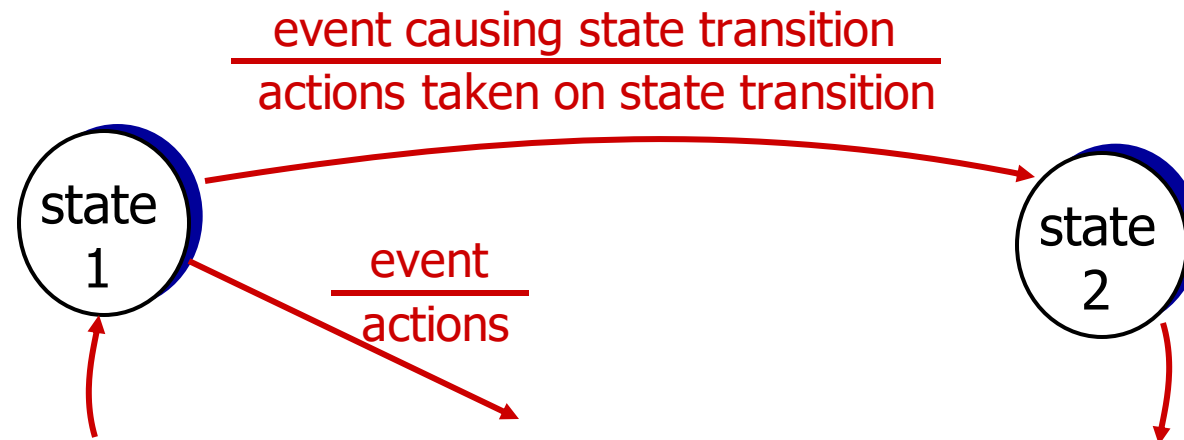 event causing state transition
actions taken on state transition
state
1
state
2
event
actions